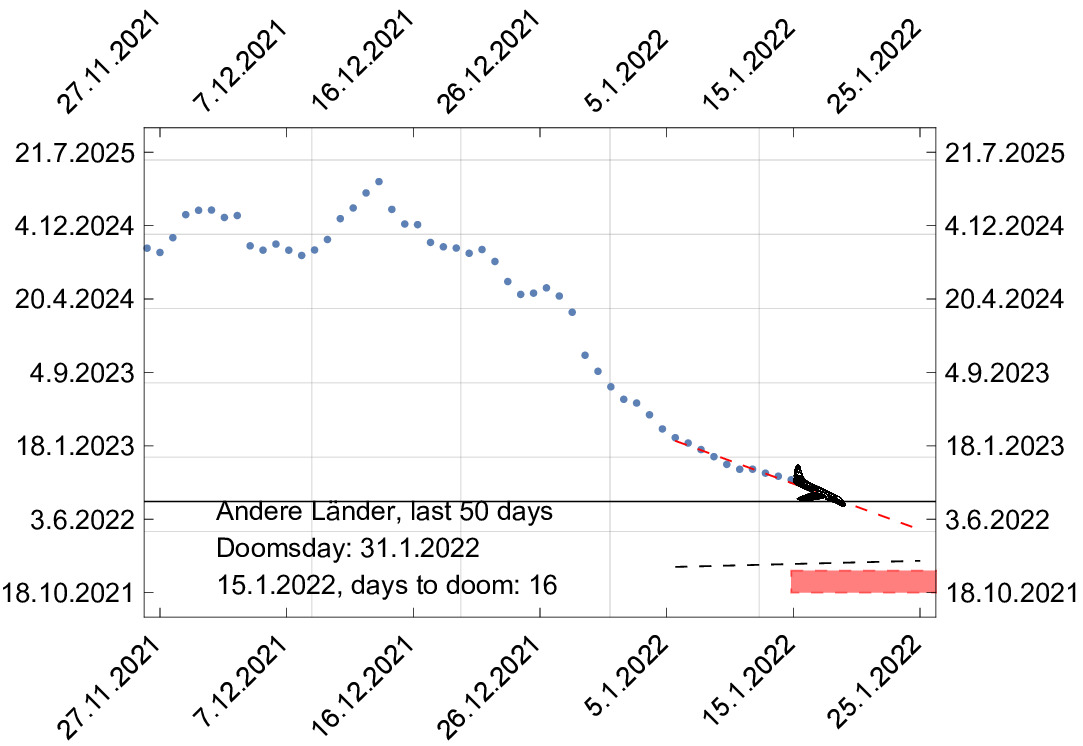 27.11.2021 7.12.2021 16.12.2021 26.12.2021 5.1.2022 15.1.2022 25.1.2022
21.7.2025 21.7.2025
4.12.2024 4.12.2024
20.4.2024 20.4.2024
4.9.2023 4.9.2023
18.1.2023 18.1.2023
Andere Länder, last 50 days
3.6.2022 3.6.2022
Doomsday: 31.1.2022
15.1.2022, days to doom: 16
18.10.2021 18.10.2021
27.11.2021 7.12.2021 16.12.2021 26.12.2021 5.1.2022 15.1.2022 25.1.2022